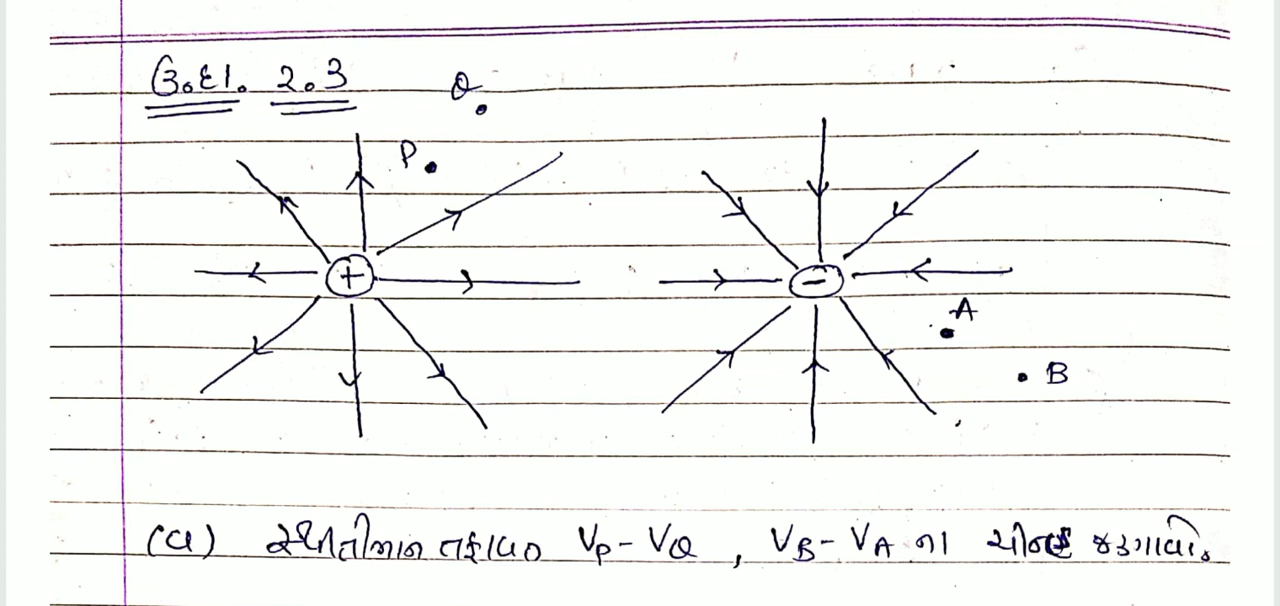 ઉ.દા. 2.3
Q
P
+
-
A
B
(a) સ્થિતીમાન તફાવત Vp - VQ , VB - VA ના ચીન્હ જણાવો.